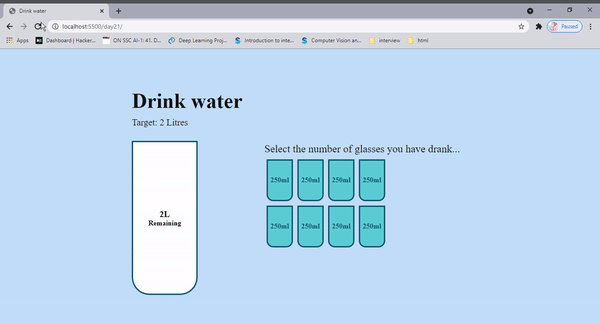 Drink water
localhost:5500/day21/
Paused
Apps
Dashboard | Hacker...
ON SSC AI-1: 41. D...
Deep Learning Proj...
Introduction to inte...
Computer Vision an...
interview
html
Drink water
Target: 2 Litres
Select the number of glasses you have drank...
250ml 250ml 250ml 250ml
2L
Remaining
250ml 250ml 250ml 250ml